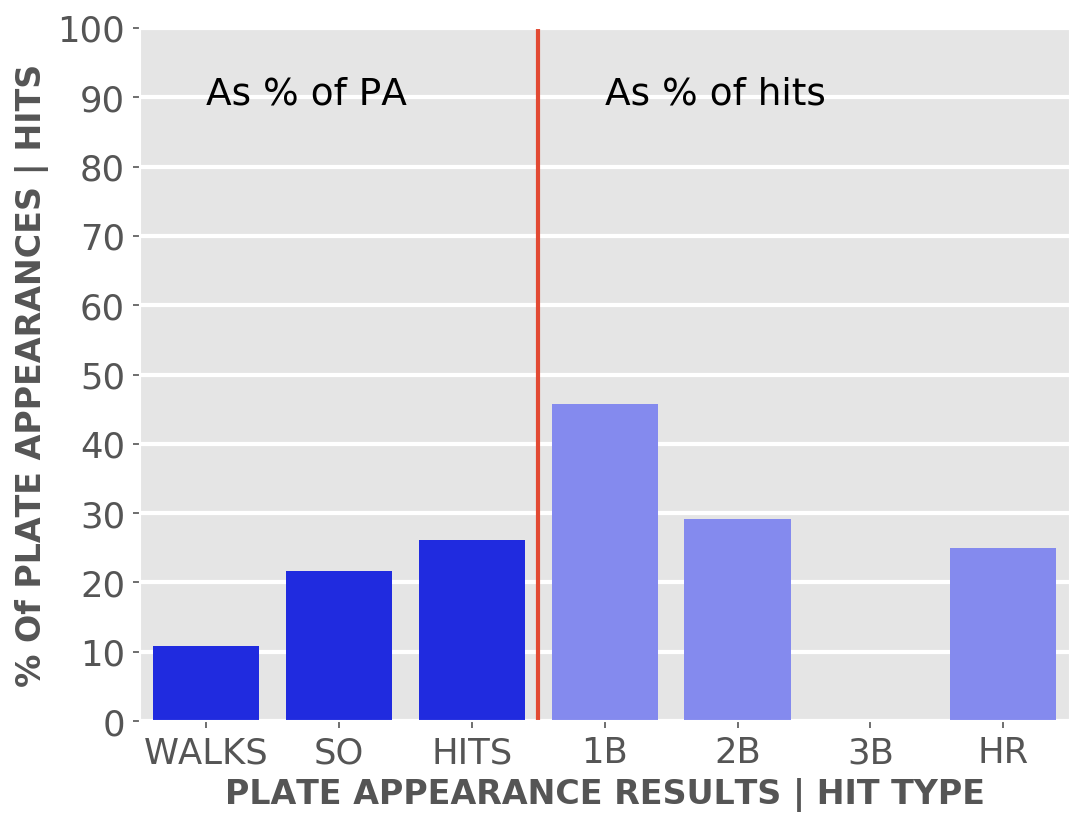 % Of PLATE APPEARANCES | HITS
100
90
80
70
60
50
40
30
20
10
0
As % of PA
As % of hits
WALKS SO HITS 1B 2B 3B HR
PLATE APPEARANCE RESULTS | HIT TYPE